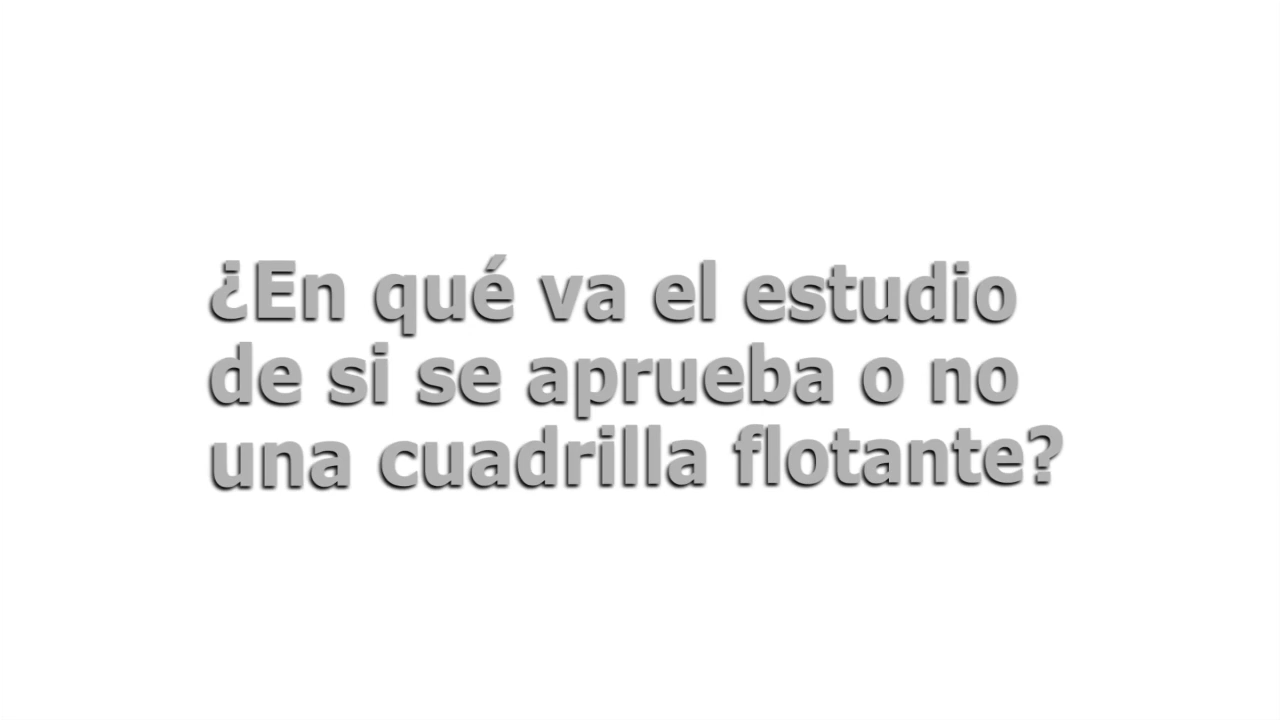 ¿En qué va el estudio
de si se aprueba o no
una cuadrilla flotante?